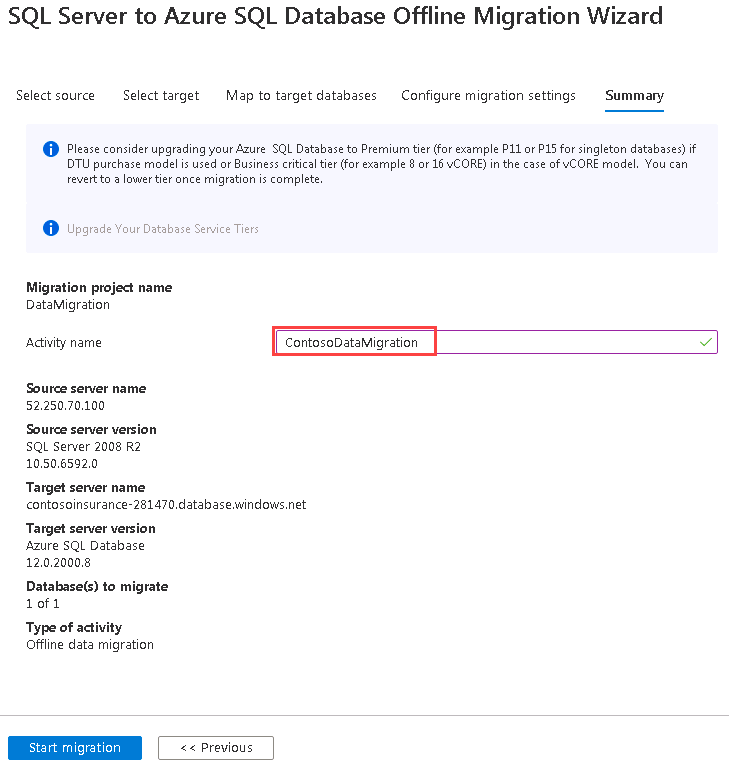 SQL Server to Azure SQL Database Offline Migration Wizard
Select source Select target Map to target databases Configure migration settings Summary
Please consider upgrading your Azure SQL Database to Premium tier (for example P11 or P15 for singleton databases) if
DTU purchase model is used or Business critical tier (for example 8 or 16 vCORE) in the case of vCORE model. You can
revert to a lower tier once migration is complete.
Upgrade Your Database Service Tiers
Migration project name
DataMigration
Activity name ContosoDataMigration
Source server name
52.250.70.100
Source server version
SQL Server 2008 R2
10.50.6592.0
Target server name
contosoinsurance-281470.database.windows.net
Target server version
Azure SQL Database
12.0.2000.8
Database(s) to migrate
1 of 1
Type of activity
Offline data migration
Start migration << Previous